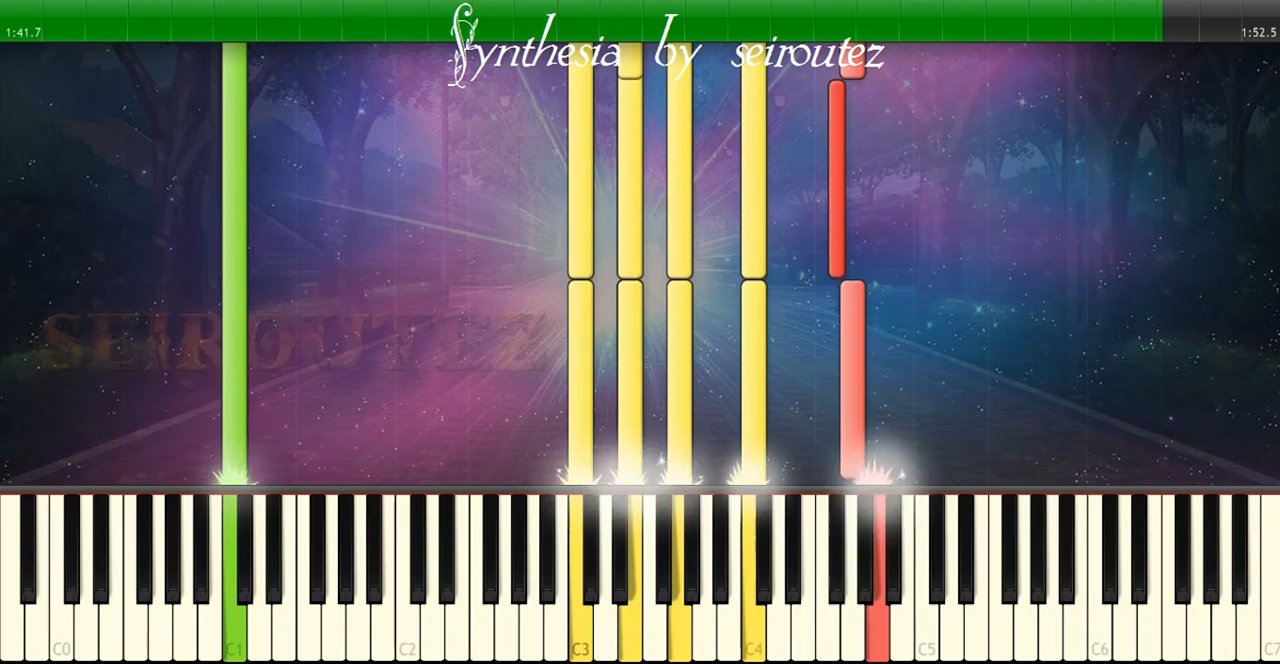 1:41.7
1:52.5
Synthesia by seiroutez
SEIROUTEZ
C0 C1 C2 C3 C4 C5 C6 C7